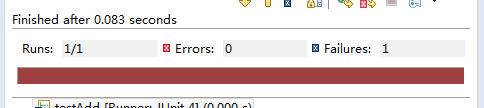 Finished after 0.083 seconds
Runs: 1/1 Errors: 0 Failures: 1
testAdd [Runner: JUnit 4] (0.000 s)